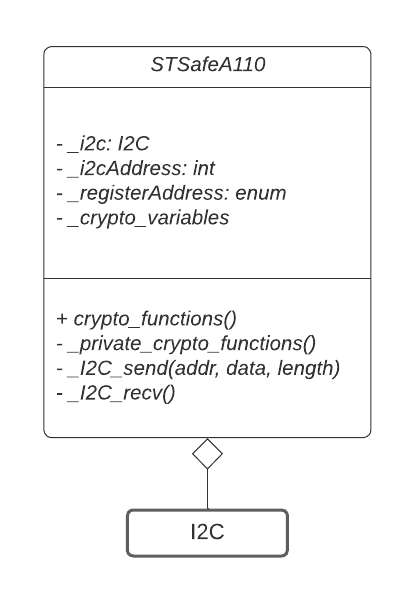 STSafeA110
- _i2c: I2C
- _i2cAddress: int
- _registerAddress: enum
- _crypto_variables
+ crypto_functions()
- _private_crypto_functions()
- _I2C_send(addr, data, length)
- _I2C_recv()
I2C